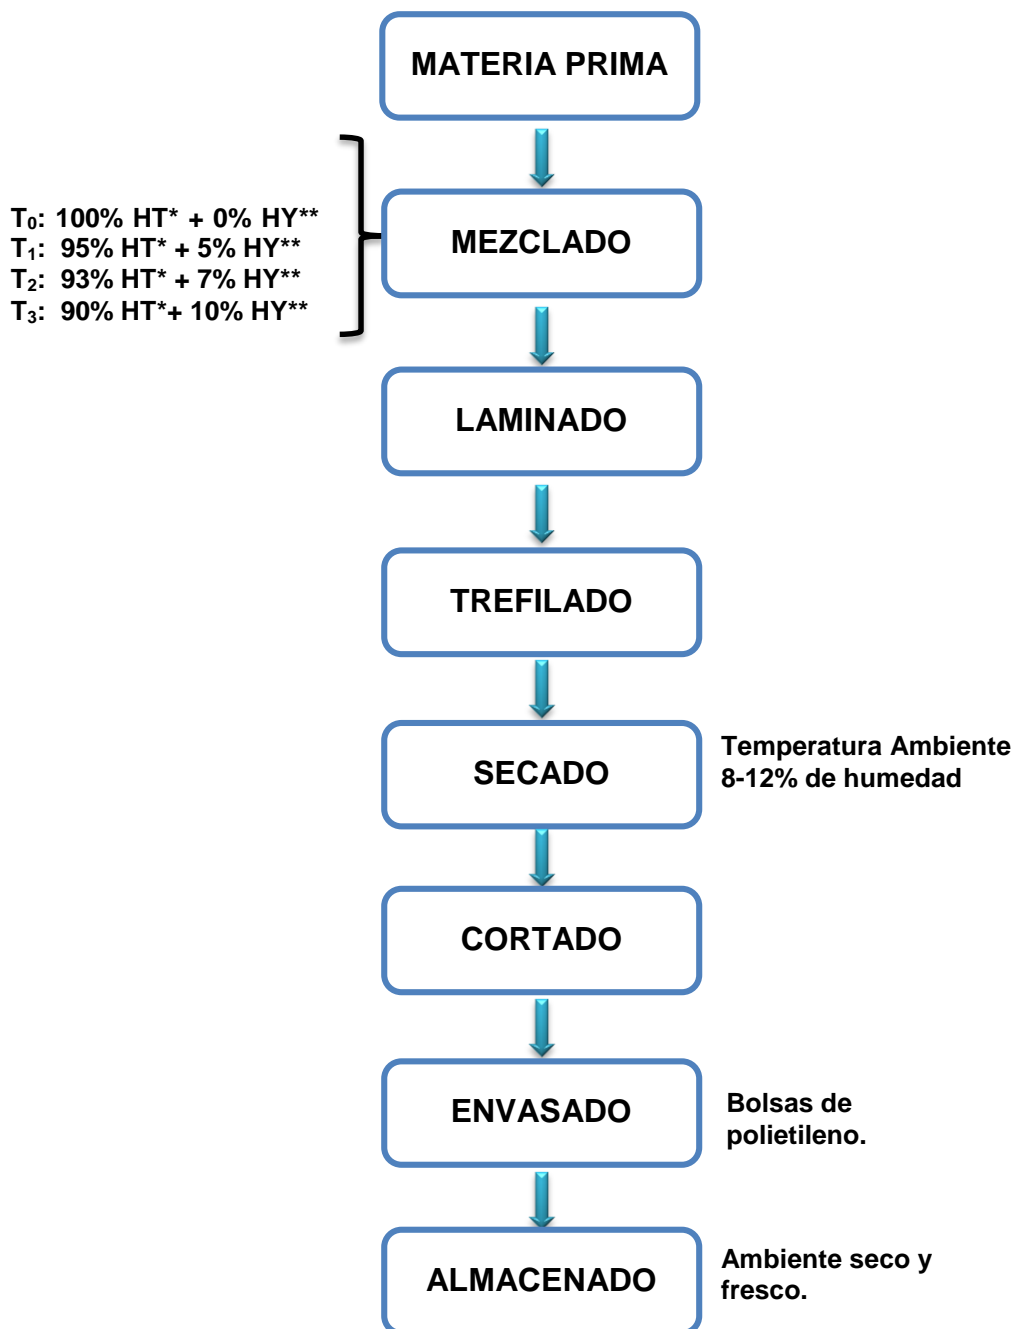 MATERIA PRIMA
T₀: 100% HT* + 0% HY**
T₁: 95% HT* + 5% HY**
T₂: 93% HT* + 7% HY**
T₃: 90% HT*+ 10% HY**
MEZCLADO
LAMINADO
TREFILADO
SECADO
Temperatura Ambiente
8-12% de humedad
CORTADO
ENVASADO
Bolsas de
polietileno.
ALMACENADO
Ambiente seco y
fresco.